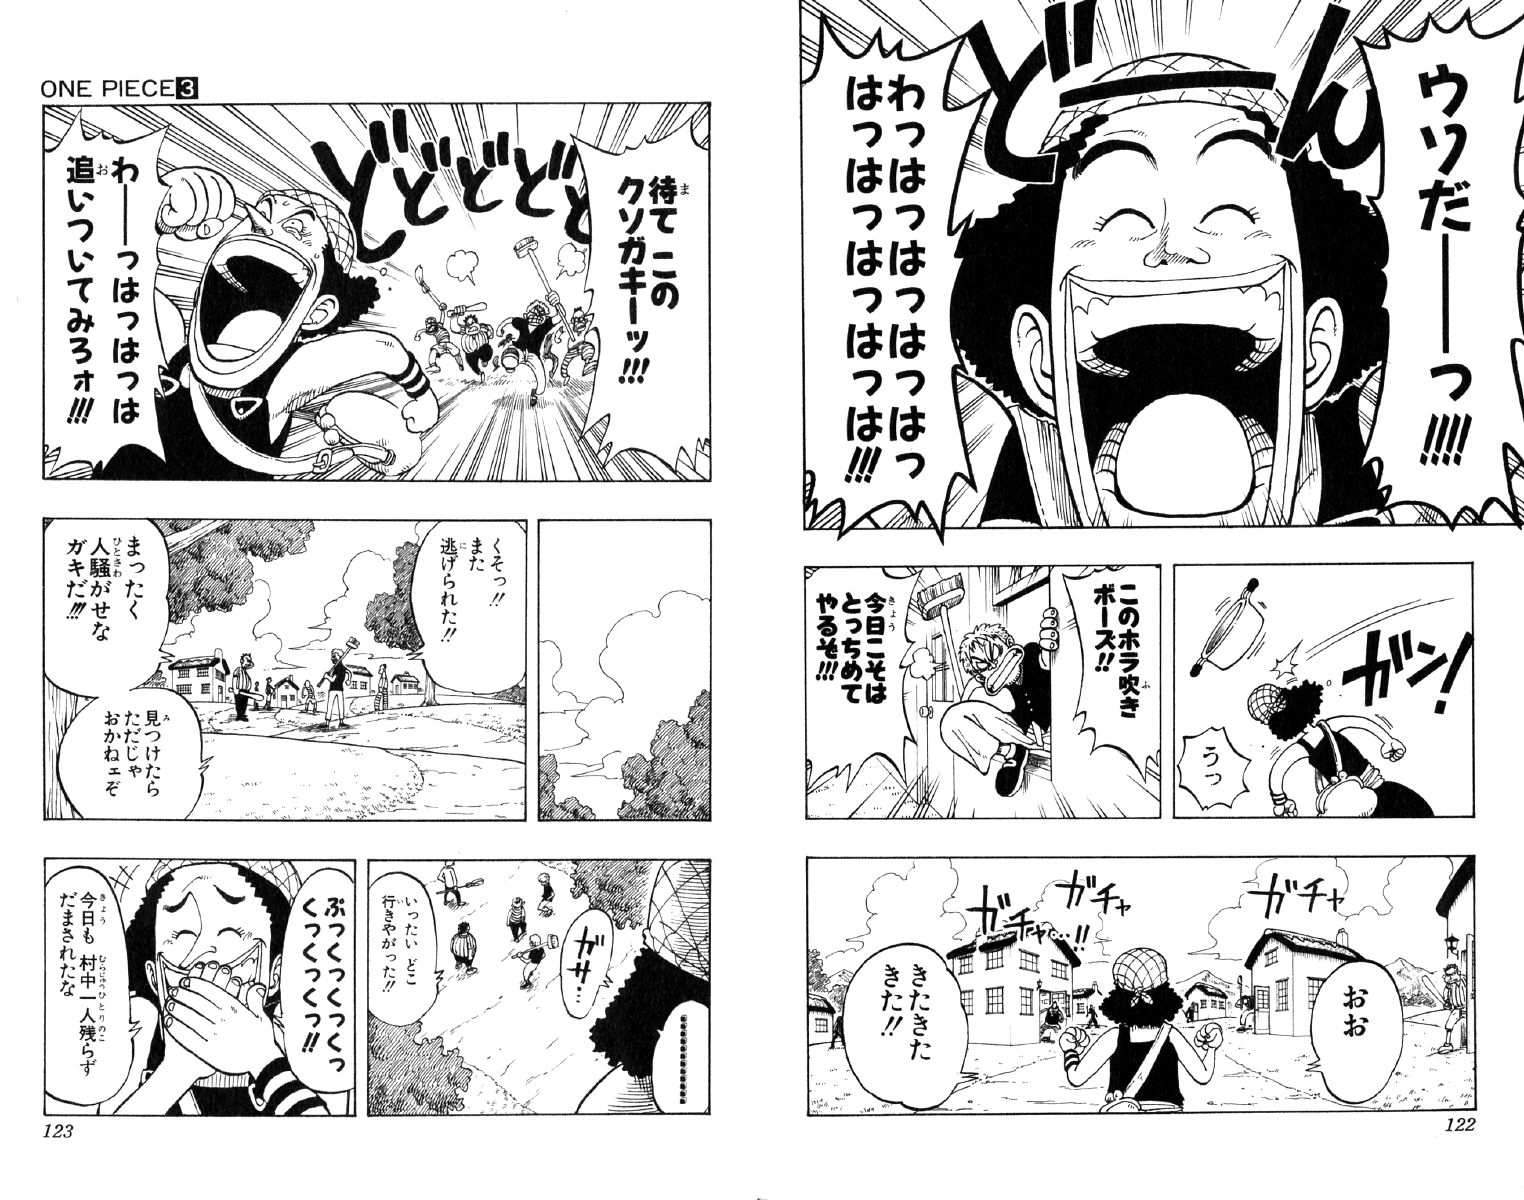 ウソだーーーっ!!!!
どん
わっはっはっはっはっ
はっはっはっはっは!!!
ガン!
うっ
このホラ吹き
ボーズ!!
今日こそは
とっちめて
やるぞ!!!
ガチャ
ガチャ
ガチャ…!!
おお
きたきた
きた!!
122
ONE PIECE 3
待て この
クソガキーッ!!!
どどどどど
わーーっはっはっは
追いついてみろォ!!!
くそっ!!
また
逃げられた!!
まったく
人騒がせな
ガキだ!!!
見つけたら
ただじゃ
おかねェぞ
ガサ…
いったい どこ
行きやがった!!
…………
ぷっくくっくっ
くっくっくっ!!
今日も 村中一人残らず
だまされたな
123